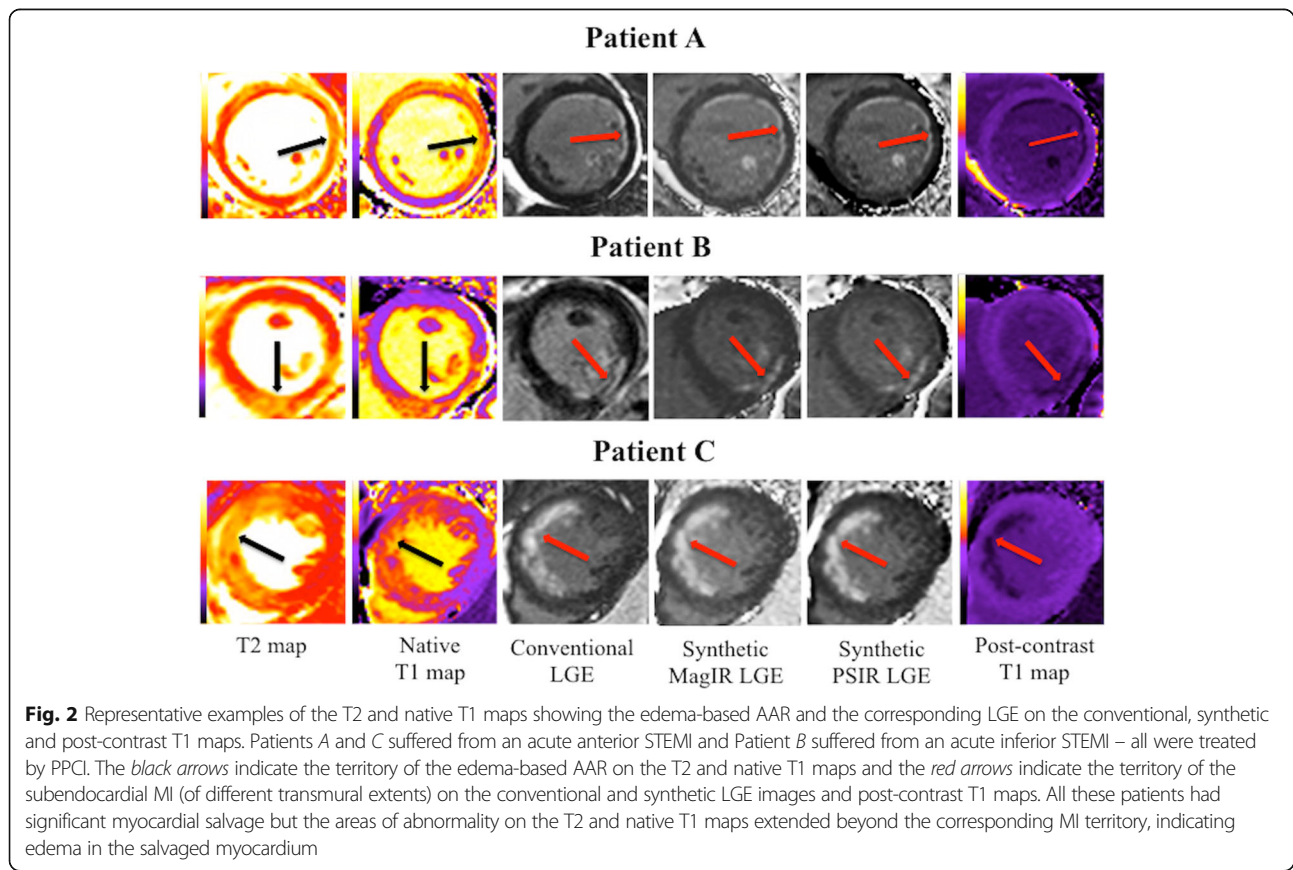 Patient A
Patient B
Patient C
T2 map
Native
T1 map
Conventional
LGE
Synthetic
MagIR LGE
Synthetic
PSIR LGE
Post-contrast
T1 map
Fig. 2 Representative examples of the T2 and native T1 maps showing the edema-based AAR and the corresponding LGE on the conventional, synthetic
and post-contrast T1 maps. Patients A and C suffered from an acute anterior STEMI and Patient B suffered from an acute inferior STEMI – all were treated
by PPCI. The black arrows indicate the territory of the edema-based AAR on the T2 and native T1 maps and the red arrows indicate the territory of the
subendocardial MI (of different transmural extents) on the conventional and synthetic LGE images and post-contrast T1 maps. All these patients had
significant myocardial salvage but the areas of abnormality on the T2 and native T1 maps extended beyond the corresponding MI territory, indicating
edema in the salvaged myocardium